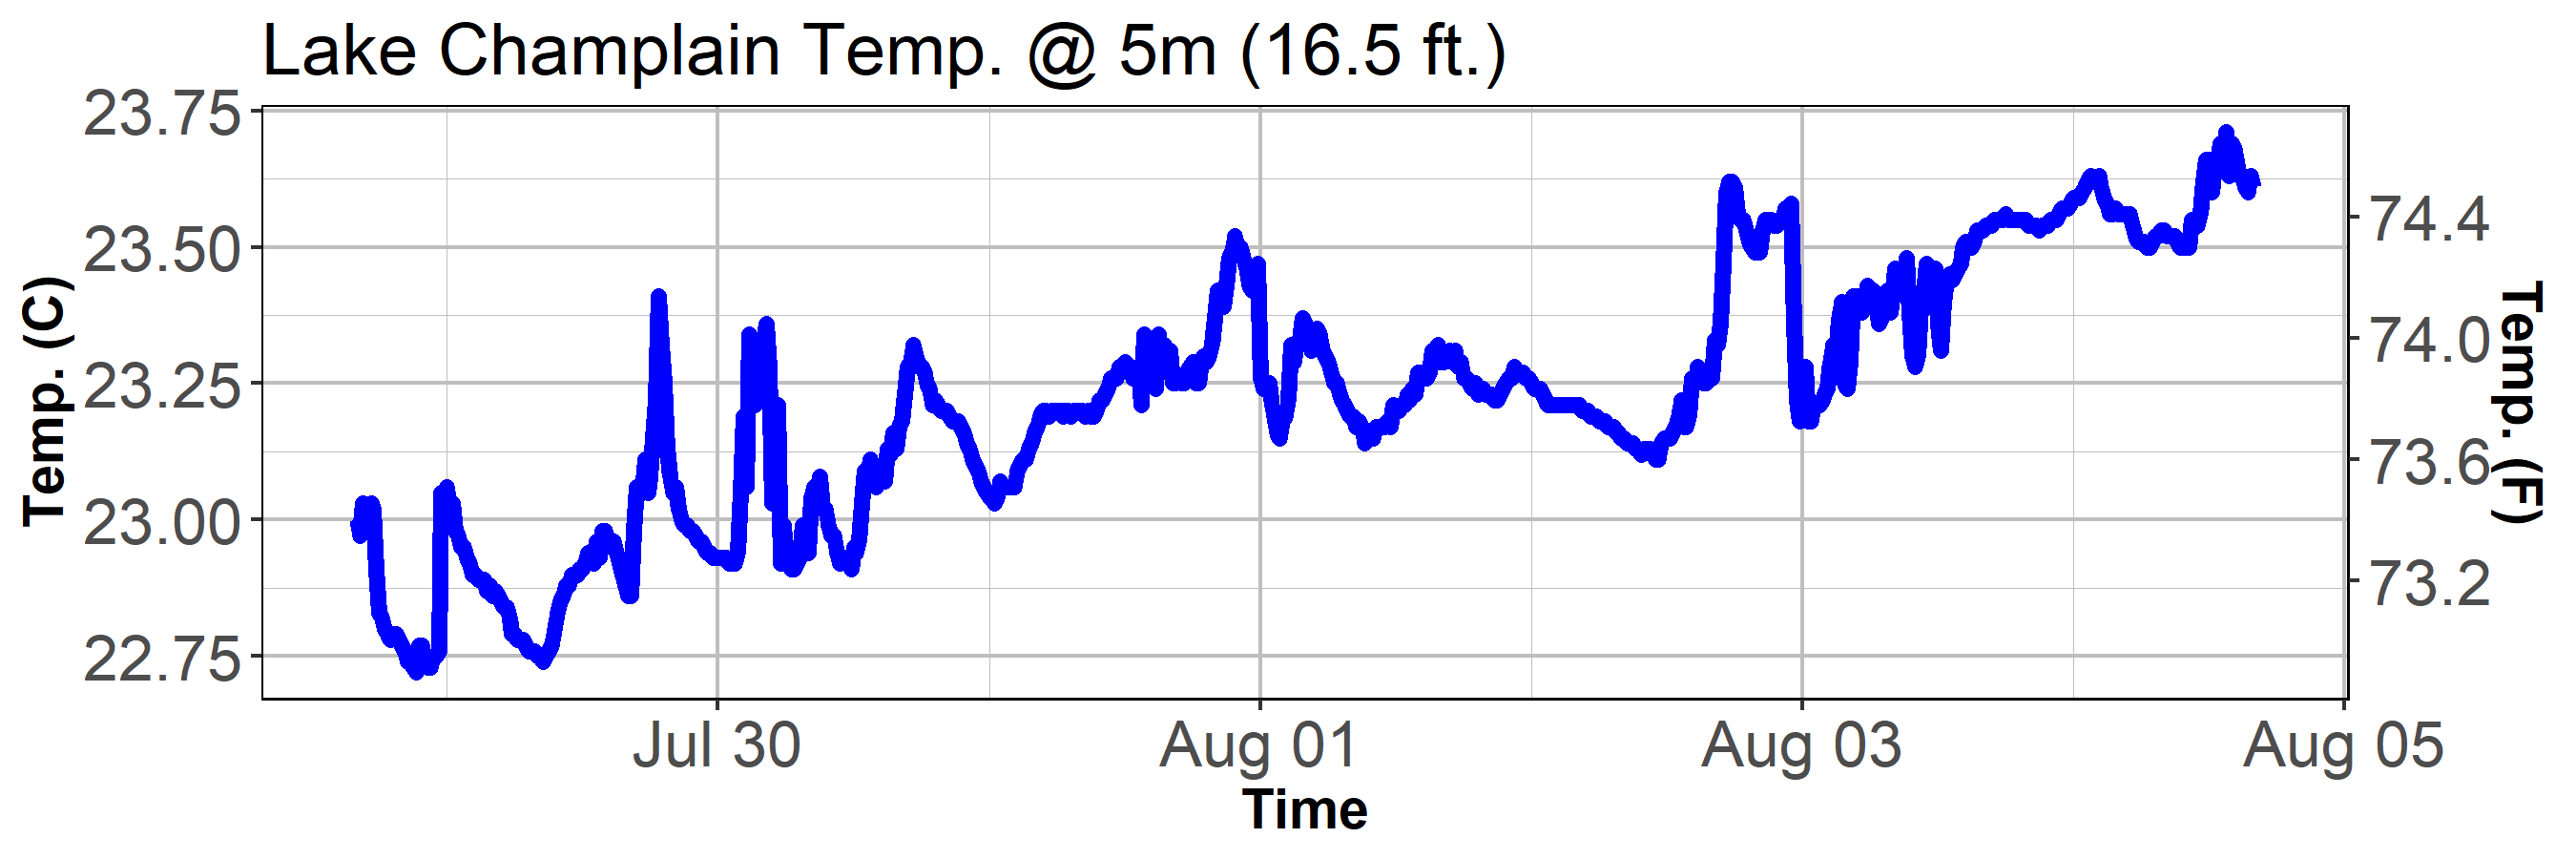 Lake Champlain Temp. @ 5m (16.5 ft.)
Temp. (C)
23.75
23.50
23.25
23.00
22.75
74.4
74.0
73.6
73.2
Temp. (F)
Jul 30 Aug 01 Aug 03 Aug 05
Time